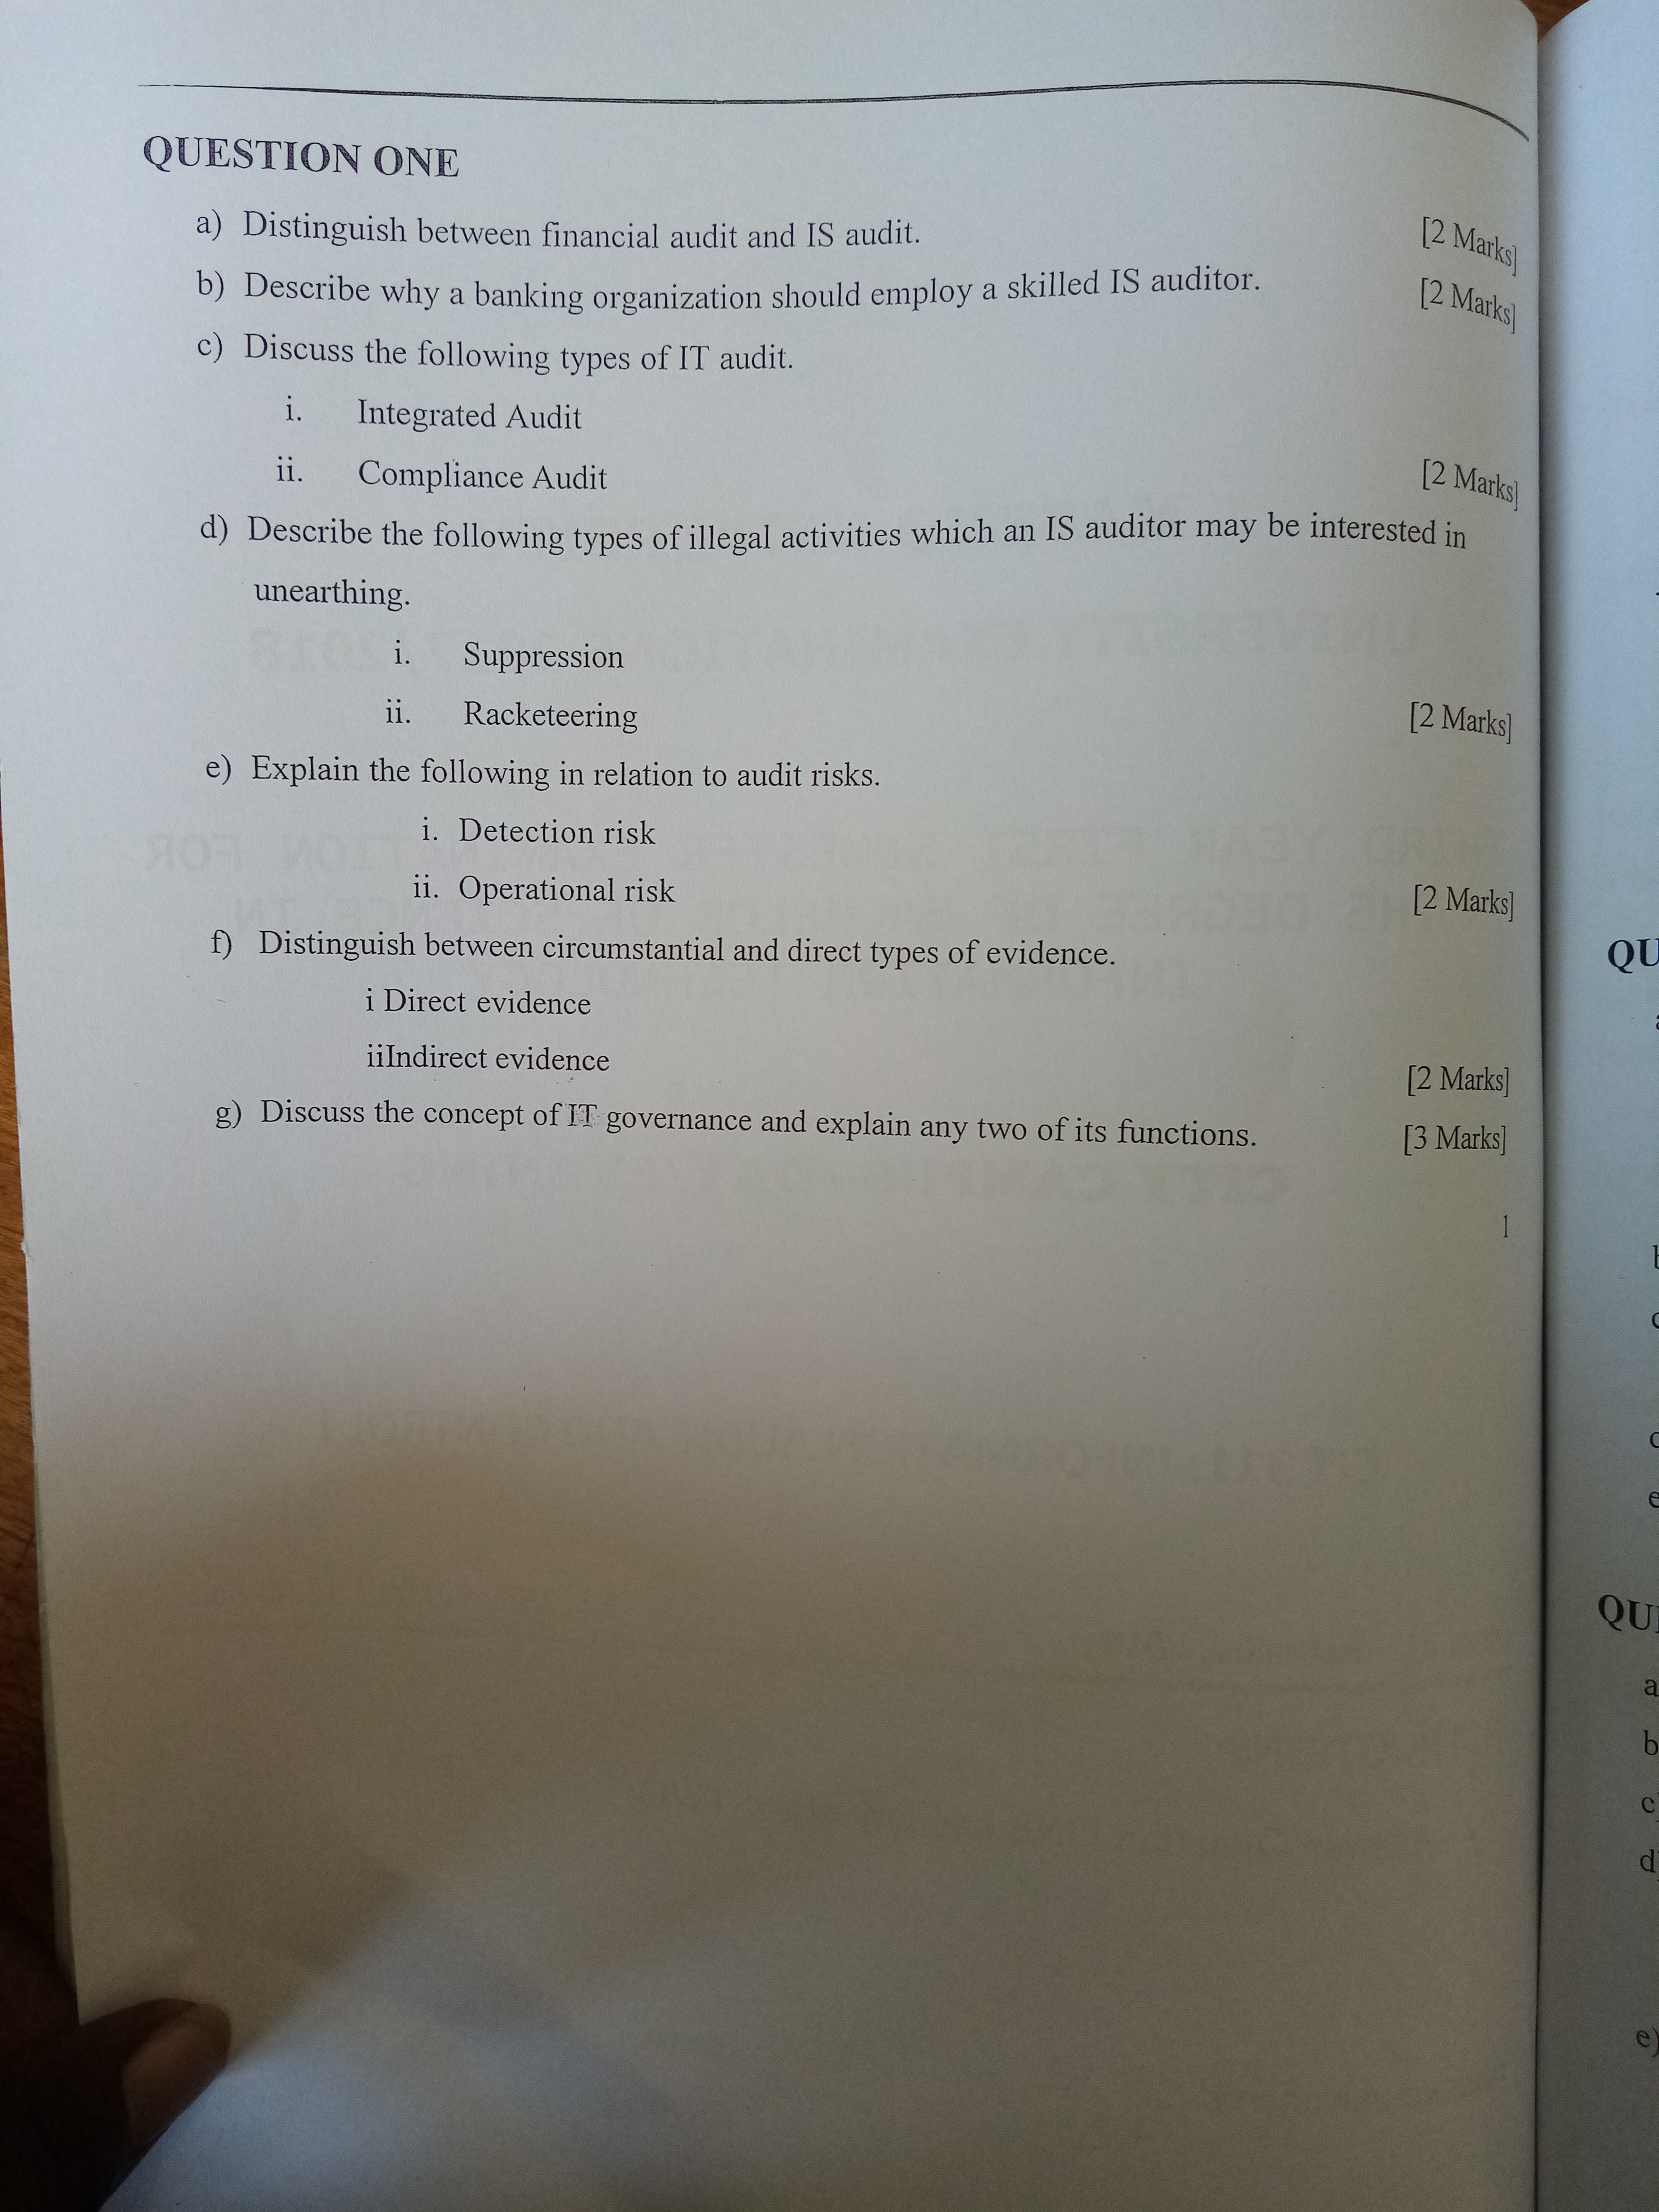 QUESTION ONE
a) Distinguish between financial audit and IS audit. [2 Marks]
b) Describe why a banking organization should employ a skilled IS auditor. [2 Marks]
c) Discuss the following types of IT audit.
i. Integrated Audit
ii. Compliance Audit [2 Marks]
d) Describe the following types of illegal activities which an IS auditor may be interested in
unearthing.
i. Suppression
ii. Racketeering [2 Marks]
e) Explain the following in relation to audit risks.
i. Detection risk
ii. Operational risk [2 Marks]
f) Distinguish between circumstantial and direct types of evidence.
i Direct evidence
iiIndirect evidence [2 Marks]
g) Discuss the concept of IT governance and explain any two of its functions. [3 Marks]
1